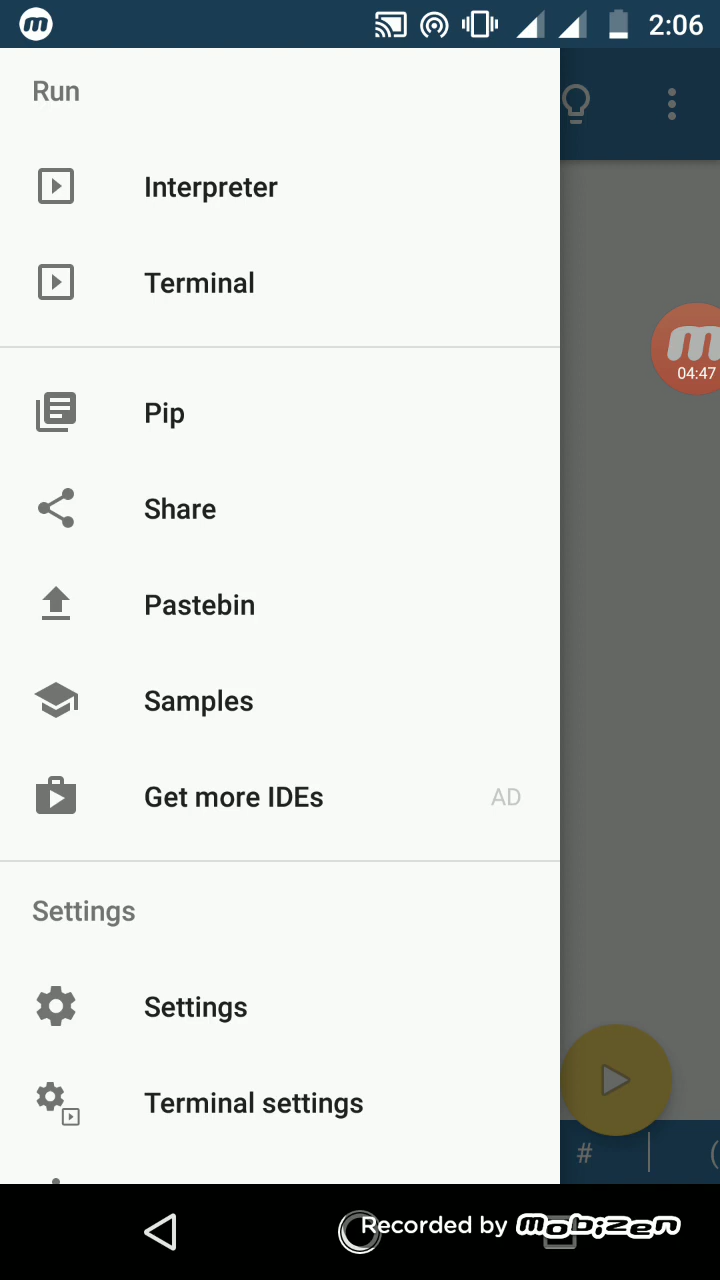 m
2:06
Run
Interpreter
Terminal
m
04:47
Pip
Share
Pastebin
Samples
Get more IDEs
AD
Settings
Settings
Terminal settings
# (
Recorded by mobizen